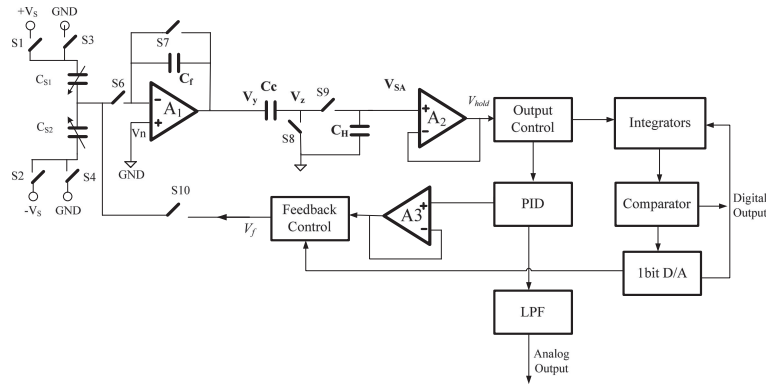 +Vs
GND
S1
S3
S7
CS1
S6
Cf
A1
Vn
GND
CS2
S2
S4
-Vs
GND
Vy
Cc
Vz
S9
S8
CH
VSA
A2
Vhold
Output
Control
Integrators
S10
Vf
Feedback
Control
A3
PID
Comparator
Digital
Output
1bit D/A
LPF
Analog
Output